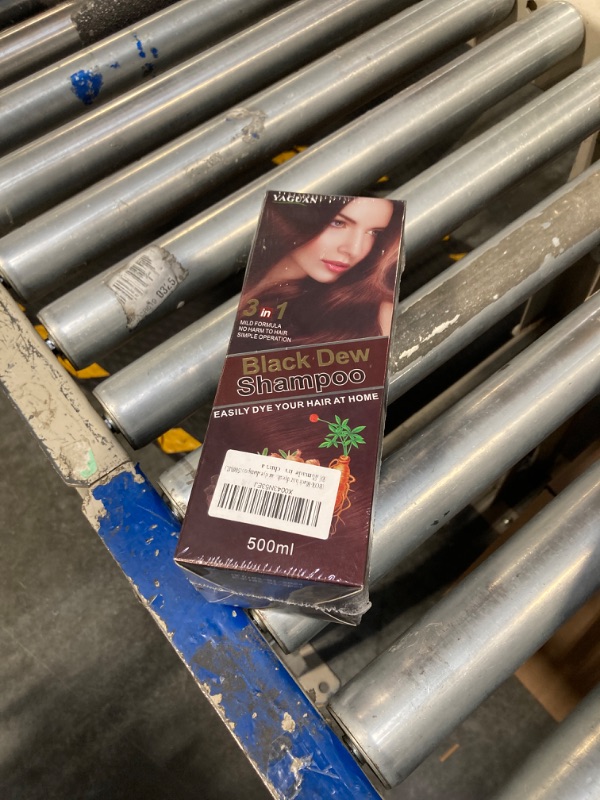 YAGUAN
3 in 1
MILD FORMULA
NO HARM TO HAIR
SIMPLE OPERATION
Black Dew
Shampoo
EASILY DYE YOUR HAIR AT HOME
500ml